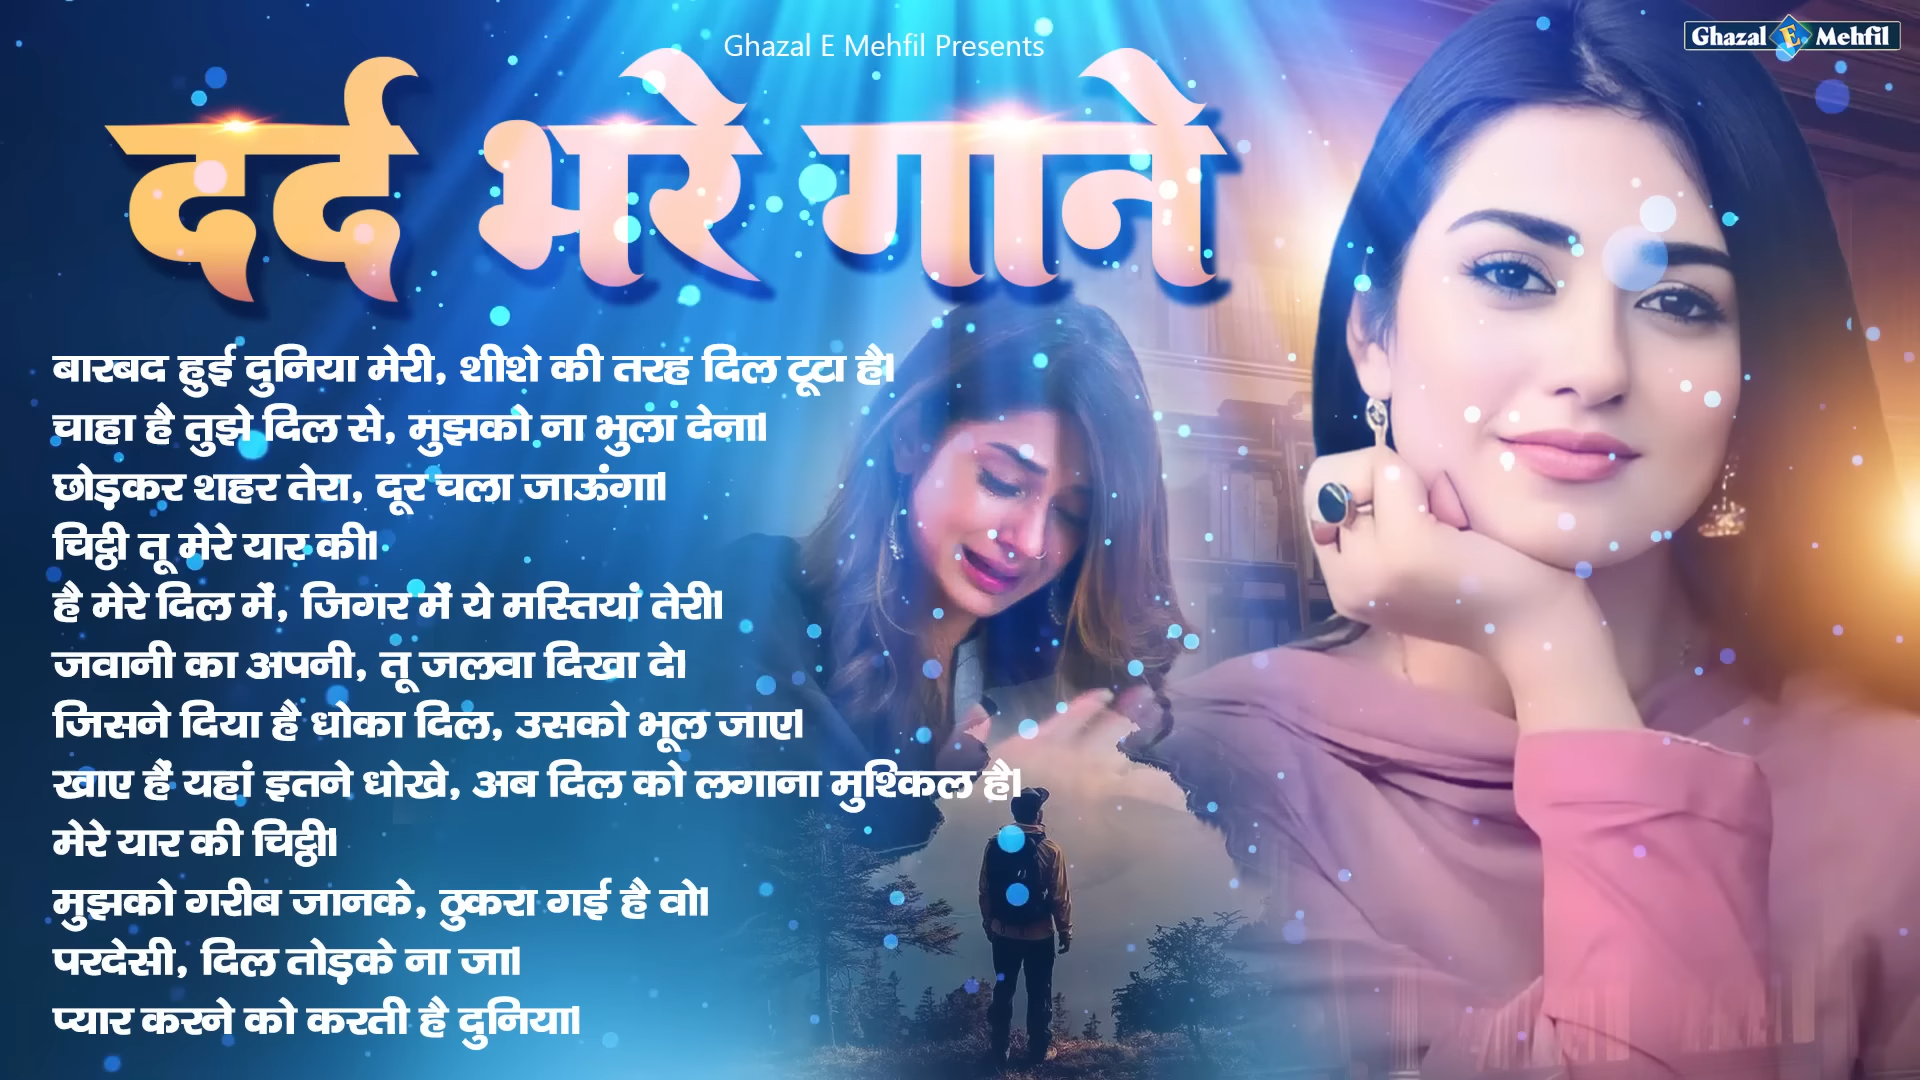 Ghazal E Mehfil Presents
Ghazal E Mehfil
दर्द भरे गाने
बारबद हुई दुनिया मेरी, शीशे की तरह दिल टूटा है।
चाहा है तुझे दिल से, मुझको ना भुला देना।
छोड़कर शहर तेरा, दूर चला जाऊंगा।
चिट्ठी तू मेरे यार की।
है मेरे दिल में, जिगर में ये मस्तियां तेरी।
जवानी का अपनी, तू जलवा दिखा दे।
जिसने दिया है धोका दिल, उसको भूल जाए।
खाए हैं यहां इतने धोखे, अब दिल को लगाना मुश्किल है।
मेरे यार की चिट्ठी।
मुझको गरीब जानके, ठुकरा गई है वो।
परदेसी, दिल तोड़के ना जा।
प्यार करने को करती है दुनिया।